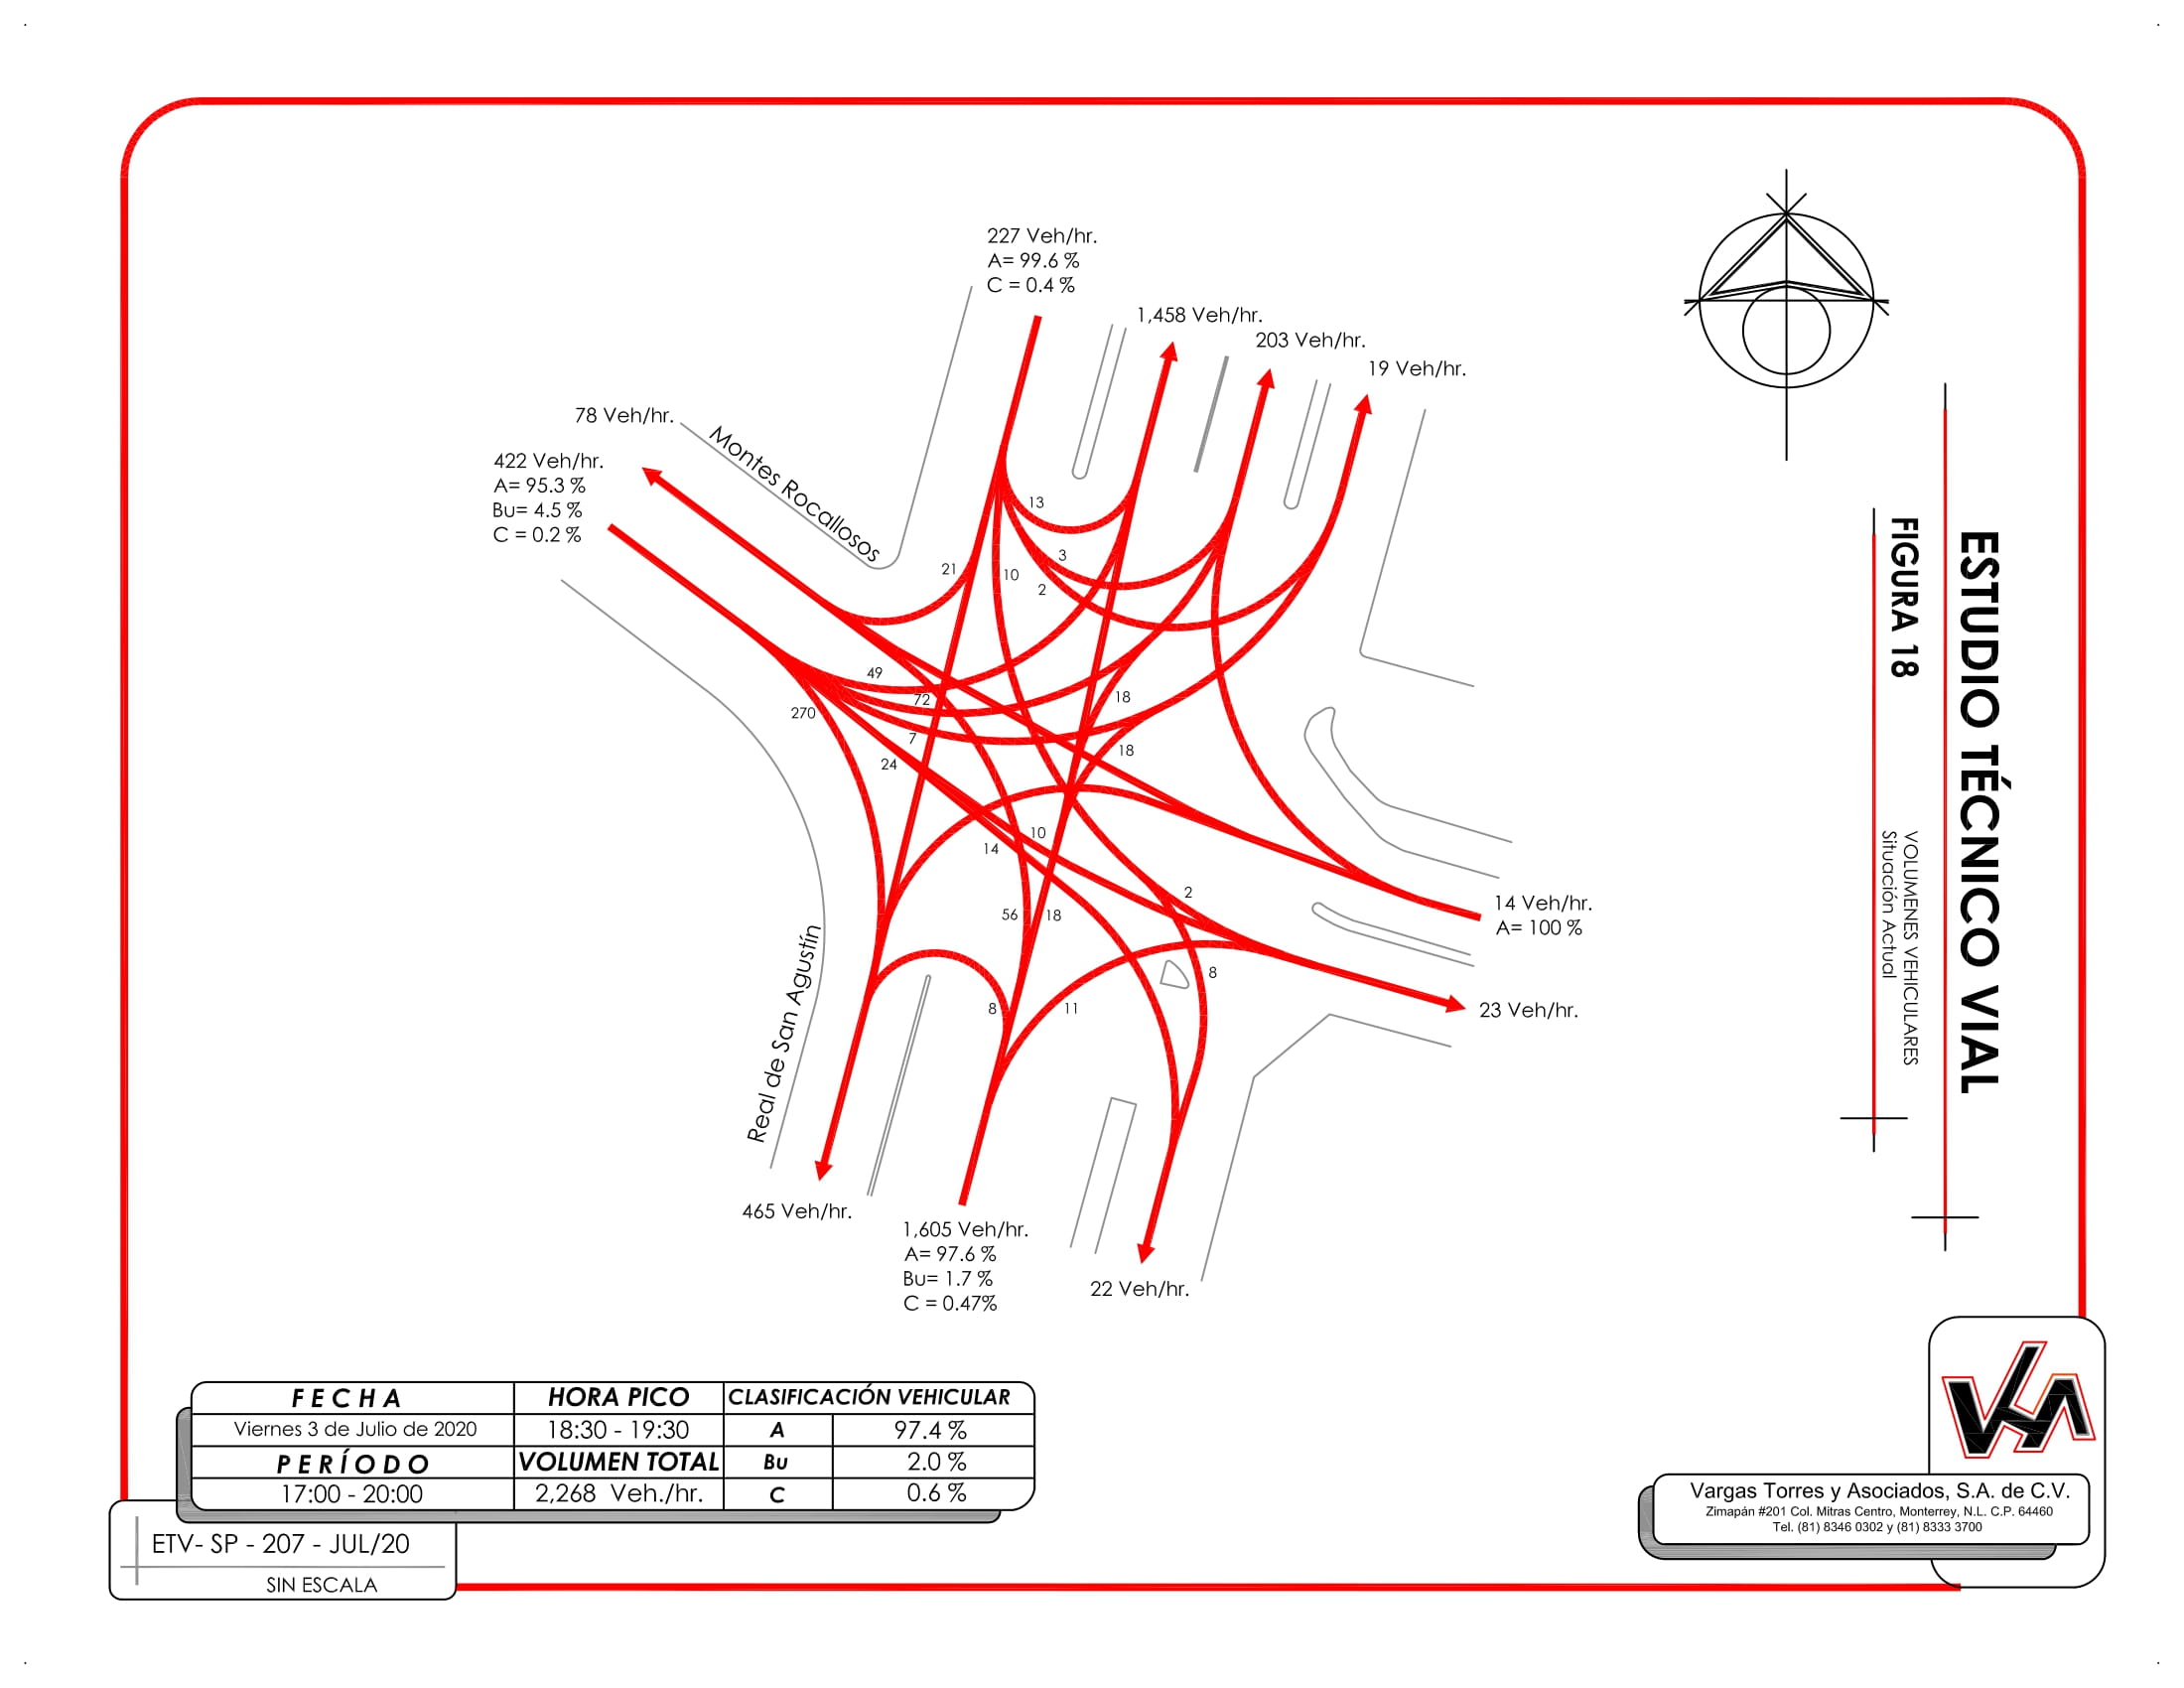 227 Veh/hr.
A= 99.6 %
C = 0.4 %
1,458 Veh/hr.
203 Veh/hr.
19 Veh/hr.
78 Veh/hr.
Montes Rocallosos
422 Veh/hr.
A= 95.3 %
Bu= 4.5 %
C = 0.2 %
13
3
21
10
2
49
72
18
270
7
18
24
10
14
2
56
18
14 Veh/hr.
A= 100 %
8
8
11
23 Veh/hr.
Real de San Agustín
465 Veh/hr.
1,605 Veh/hr.
A= 97.6 %
Bu= 1.7 %
C = 0.47%
22 Veh/hr.
ESTUDIO TÉCNICO VIAL
FIGURA 18
VOLUMENES VEHICULARES
Situación Actual
FECHA HORA PICO CLASIFICACIÓN VEHICULAR
Viernes 3 de Julio de 2020 18:30 - 19:30 A 97.4 %
PERÍODO VOLUMEN TOTAL Bu 2.0 %
17:00 - 20:00 2,268 Veh./hr. C 0.6 %
ETV- SP - 207 - JUL/20
SIN ESCALA
Vargas Torres y Asociados, S.A. de C.V.
Zimapán #201 Col. Mitras Centro, Monterrey, N.L. C.P. 64460
Tel. (81) 8346 0302 y (81) 8333 3700